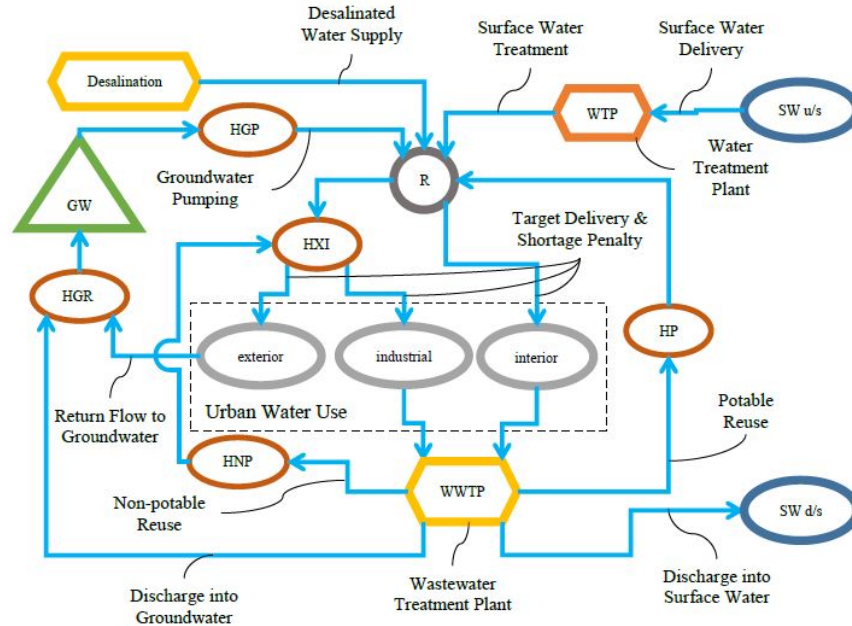 Desalinated
Water Supply
Surface Water
Treatment
Surface Water
Delivery
Desalination
WTP
SW u/s
HGP
Groundwater
Pumping
R
Water
Treatment
Plant
GW
Target Delivery &
Shortage Penalty
HXI
HGR
HP
exterior
industrial
interior
Return Flow to
Groundwater
Urban Water Use
Potable
Reuse
HNP
WWTP
Non-potable
Reuse
SW d/s
Discharge into
Groundwater
Wastewater
Treatment Plant
Discharge into
Surface Water